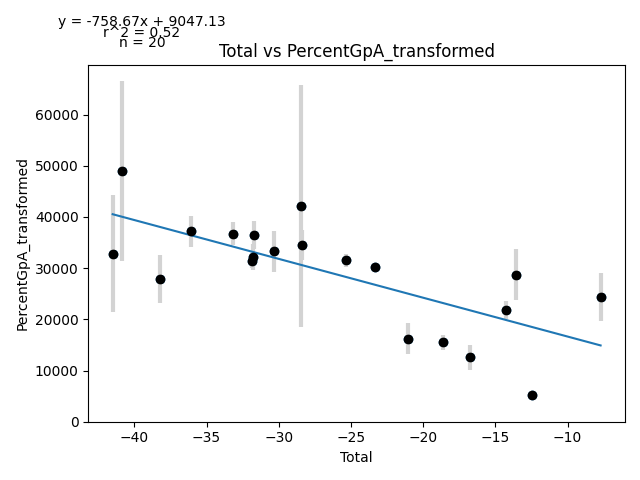 y = -758.67x + 9047.13
r^2 = 0.52
n = 20
Total vs PercentGpA_transformed
PercentGpA_transformed
60000
50000
40000
30000
20000
10000
0
−40 −35 −30 −25 −20 −15 −10
Total